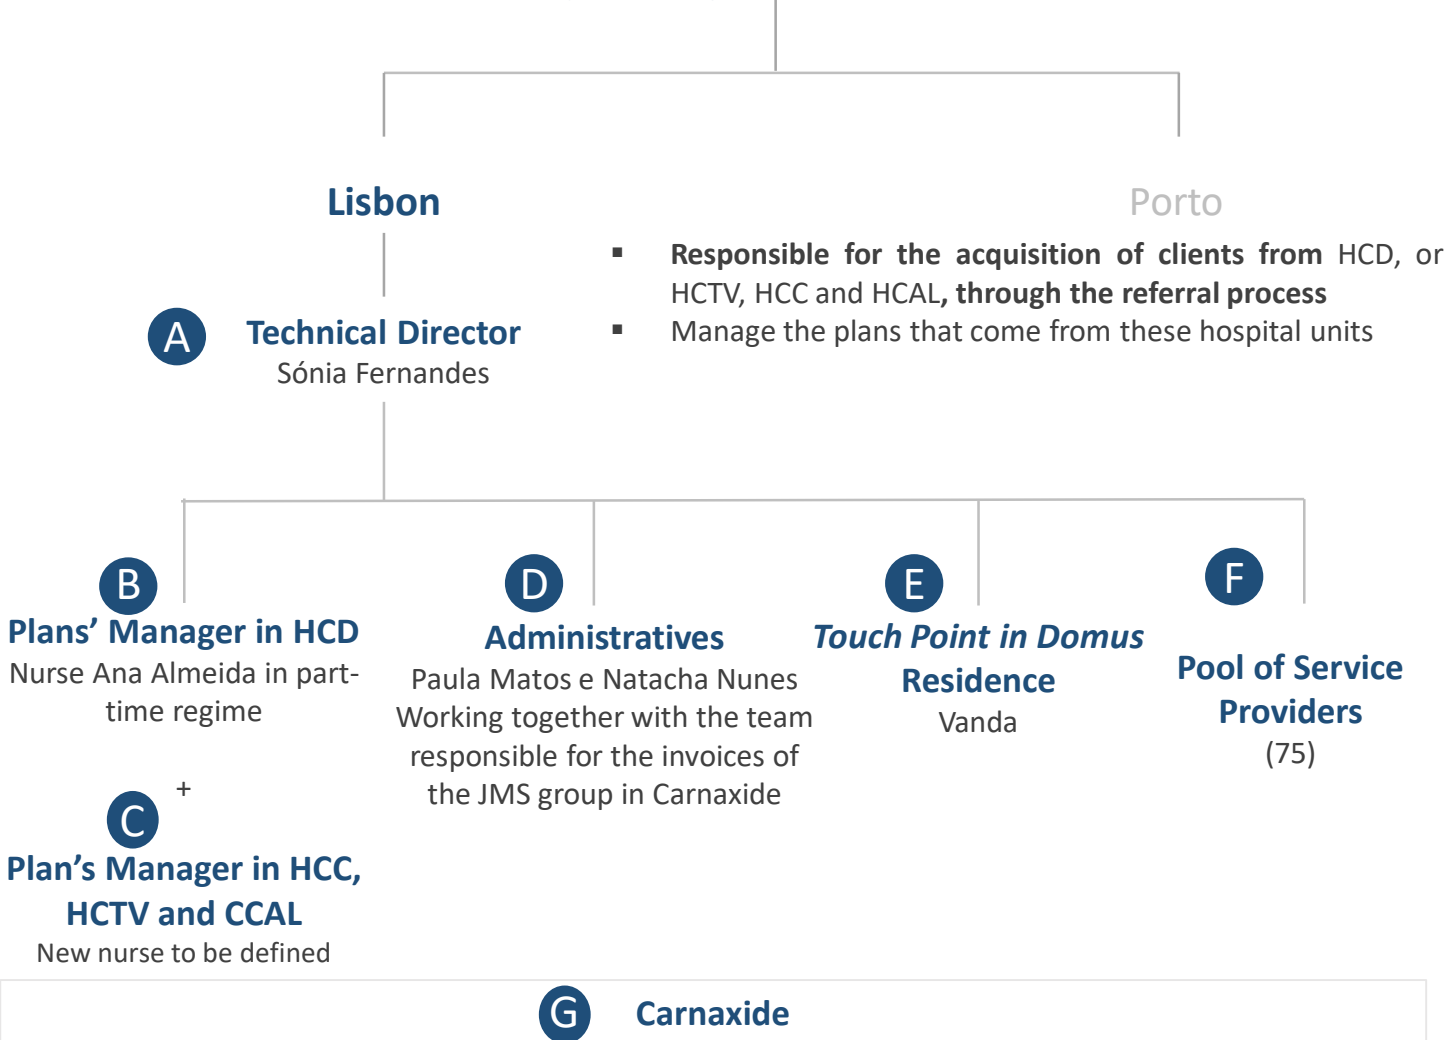 Lisbon
Porto
▪ Responsible for the acquisition of clients from HCD, or
HCTV, HCC and HCAL, through the referral process
▪ Manage the plans that come from these hospital units
A
Technical Director
Sónia Fernandes
B
Plans’ Manager in HCD
Nurse Ana Almeida in part-
time regime
+
C
Plan’s Manager in HCC,
HCTV and CCAL
New nurse to be defined
D
Administratives
Paula Matos e Natacha Nunes
Working together with the team
responsible for the invoices of
the JMS group in Carnaxide
E
Touch Point in Domus
Residence
Vanda
F
Pool of Service
Providers
(75)
G
Carnaxide